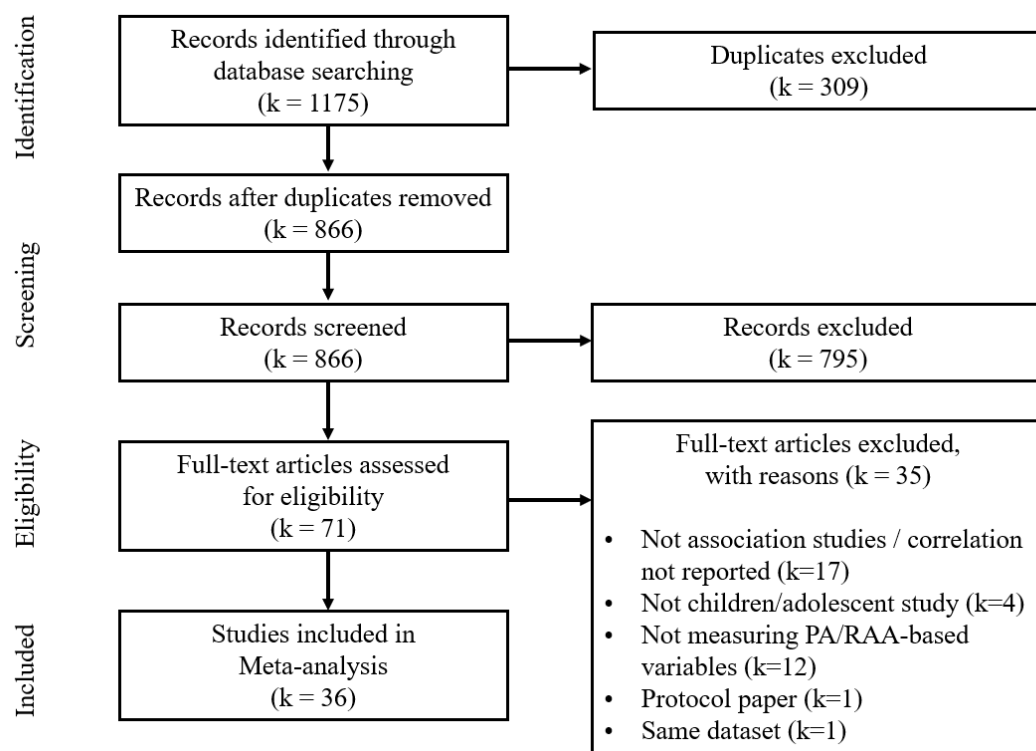 Identification
Records identified through
database searching
(k = 1175)
Duplicates excluded
(k = 309)
Screening
Records after duplicates removed
(k = 866)
Records screened
(k = 866)
Records excluded
(k = 795)
Eligibility
Full-text articles assessed
for eligibility
(k = 71)
Full-text articles excluded,
with reasons (k = 35)
• Not association studies / correlation
not reported (k=17)
• Not children/adolescent study (k=4)
• Not measuring PA/RAA-based
variables (k=12)
• Protocol paper (k=1)
• Same dataset (k=1)
Included
Studies included in
Meta-analysis
(k = 36)